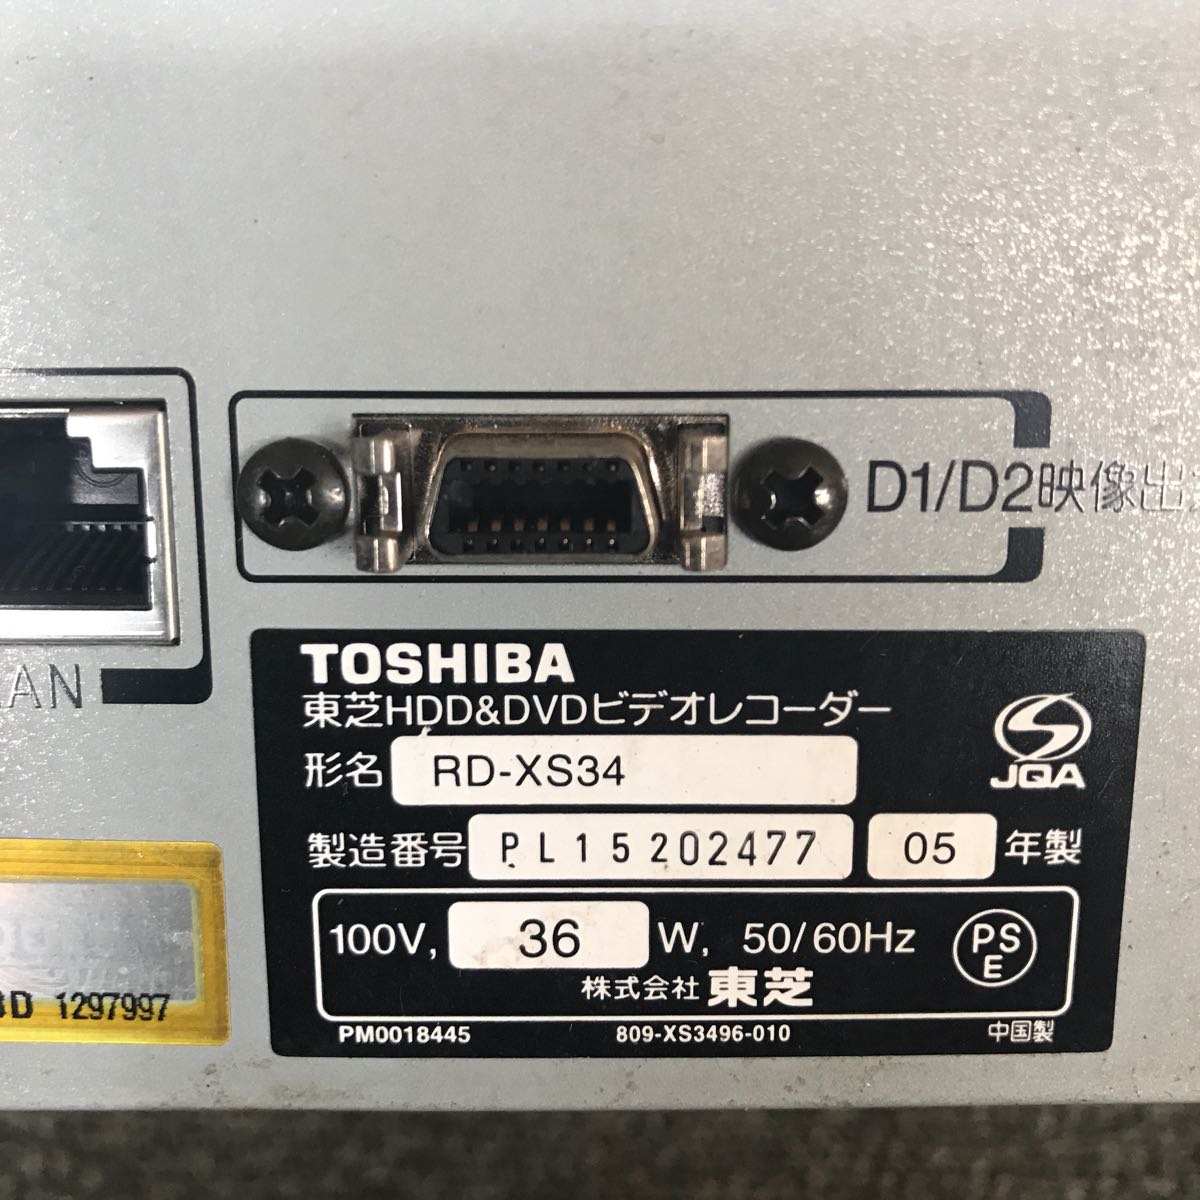 D1/D2映像出
AN
TOSHIBA
東芝HDD&DVDビデオレコーダー
形名 RD-XS34
JQA
製造番号 PL15202477 05 年製
100V, 36 W, 50/60Hz
PSE
株式会社 東芝
PM0018445 809-XS3496-010 中国製
D 1297997